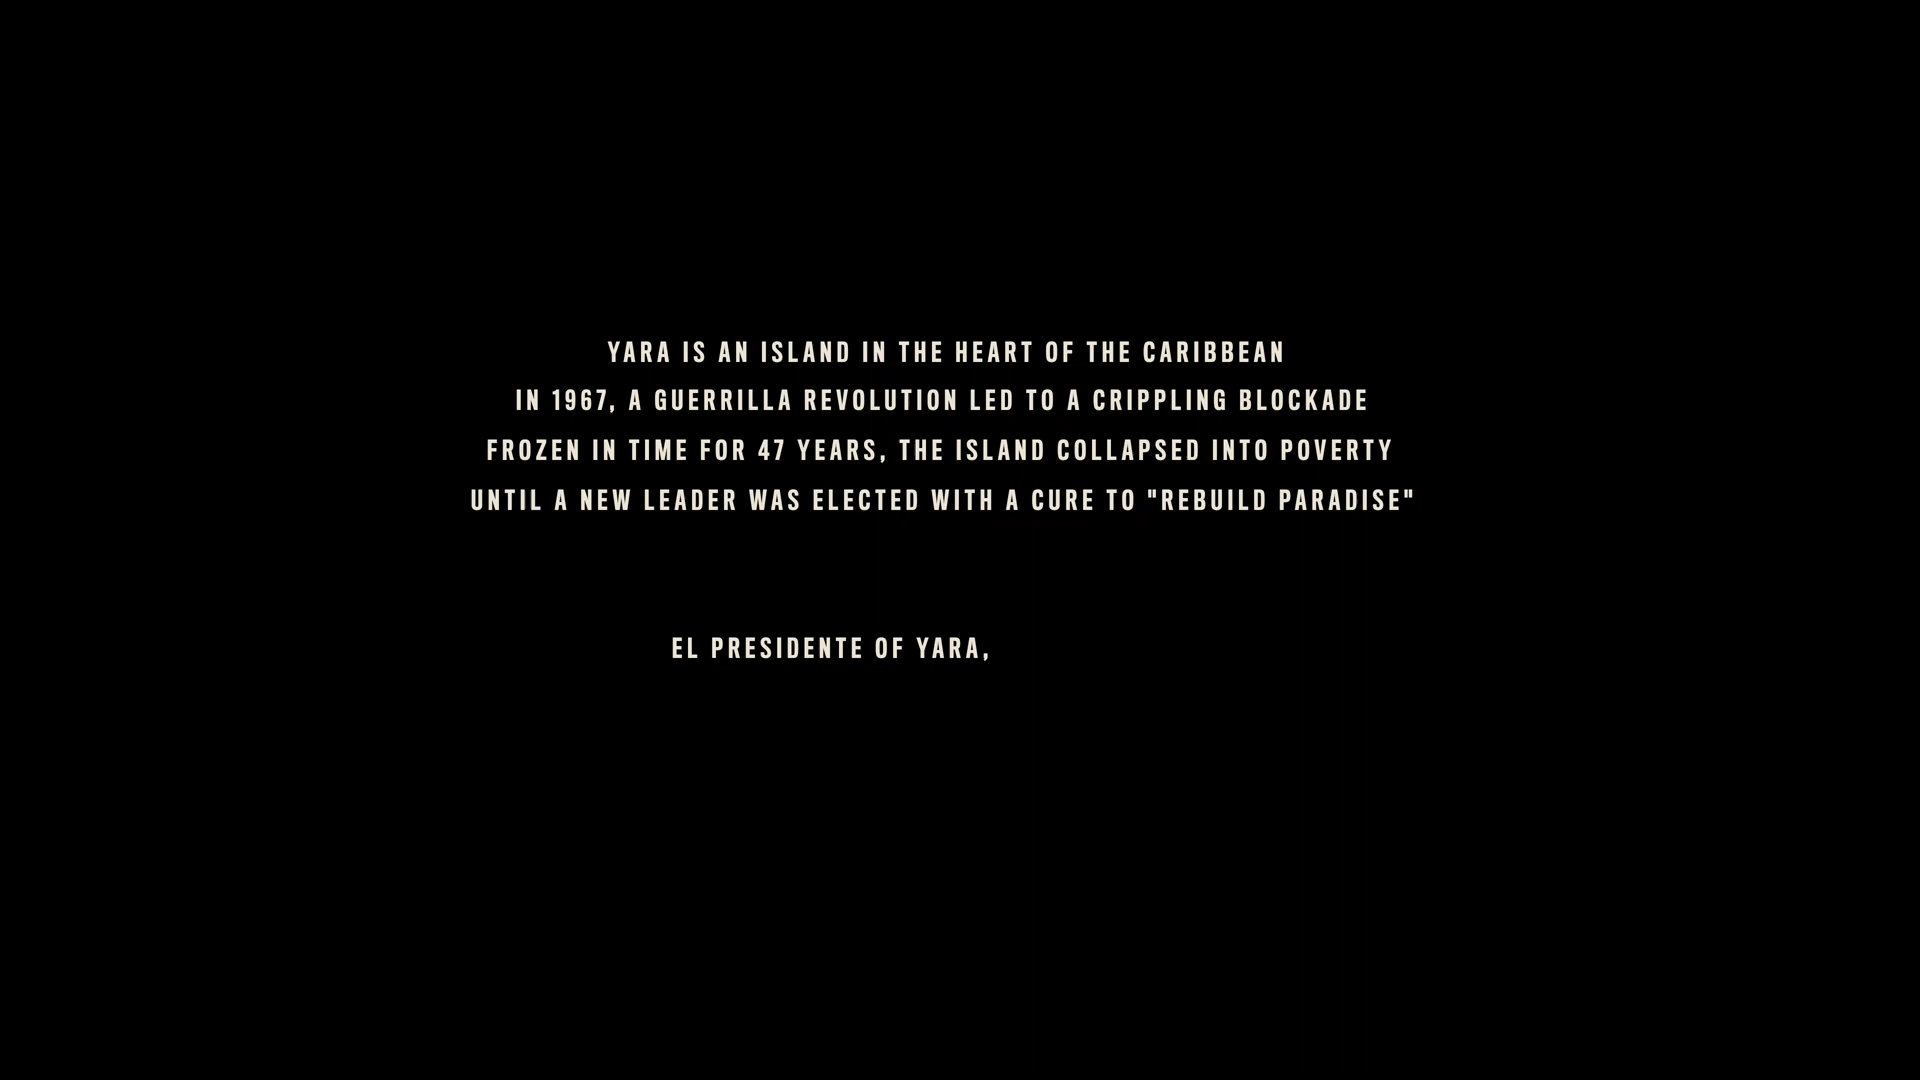 YARA IS AN ISLAND IN THE HEART OF THE CARIBBEAN
IN 1967, A GUERRILLA REVOLUTION LED TO A CRIPPLING BLOCKADE
FROZEN IN TIME FOR 47 YEARS, THE ISLAND COLLAPSED INTO POVERTY
UNTIL A NEW LEADER WAS ELECTED WITH A CURE TO "REBUILD PARADISE"
EL PRESIDENTE OF YARA,